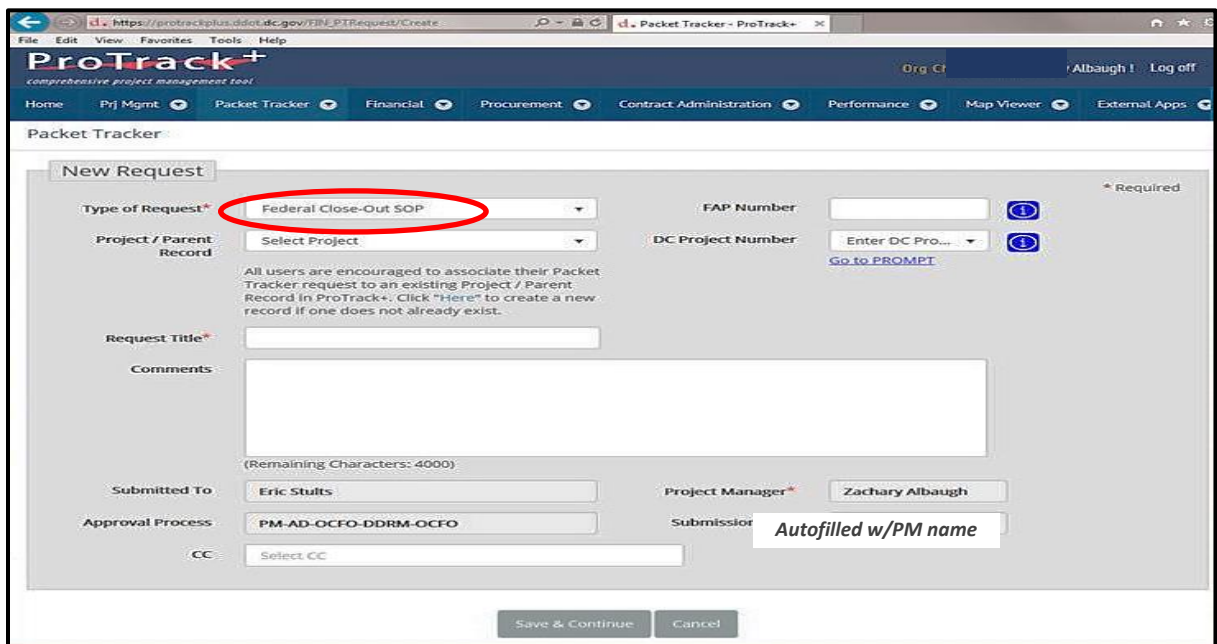 https://protrackplus.ddot.dc.gov/FIN_PTRequest/Create
d. Packet Tracker - ProTrack+
File Edit View Favorites Tools Help
ProTrack+
comprehensive project management tool
Org Albaugh ! Log off
Home Prj Mgmt Packet Tracker Financial Procurement Contract Administration Performance Map Viewer External Apps
Packet Tracker
New Request
* Required
Type of Request* Federal Close-Out SOP FAP Number
Project / Parent Record Select Project DC Project Number Enter DC Pro...
Go to PROMPT
All users are encouraged to associate their Packet
Tracker request to an existing Project / Parent
Record in ProTrack+. Click "Here" to create a new
record if one does not already exist.
Request Title*
Comments
(Remaining Characters: 4000)
Submitted To Eric Stults Project Manager* Zachary Albaugh
Approval Process PM-AD-OCFO-DDRM-OCFO Submission
Autofilled w/PM name
CC Select CC
Save & Continue Cancel